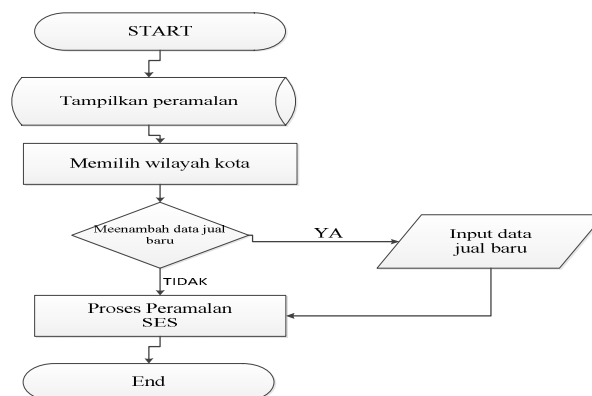 START
Tampilkan peramalan
Memilih wilayah kota
Meenambah data jual
baru
YA
Input data
jual baru
TIDAK
Proses Peramalan
SES
End